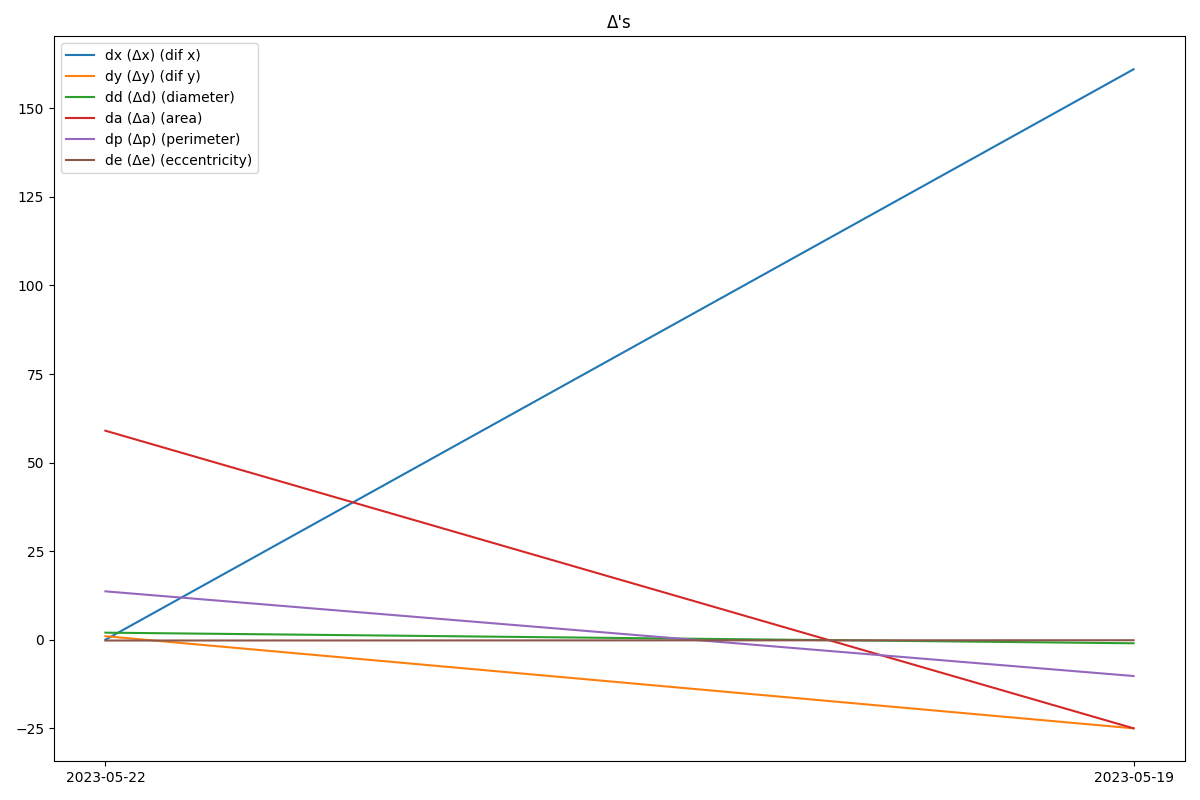 Δ's
dx (Δx) (dif x)
dy (Δy) (dif y)
dd (Δd) (diameter)
da (Δa) (area)
dp (Δp) (perimeter)
de (Δe) (eccentricity)
150
125
100
75
50
25
0
−25
2023-05-22
2023-05-19